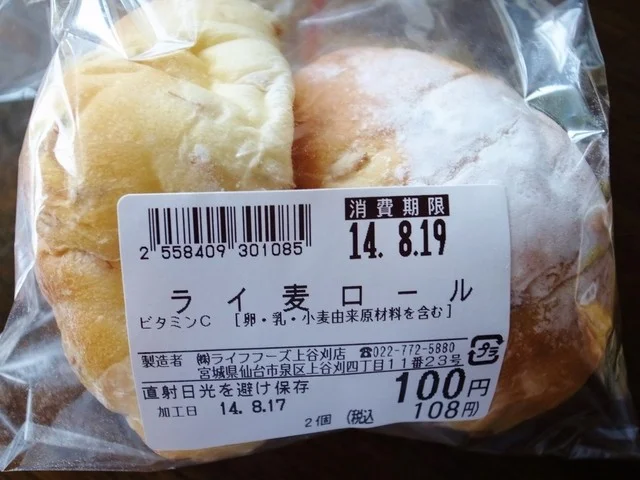 消費期限
2 558409 301085
14. 8.19
ライ麦ロール
ビタミンC [卵・乳・小麦由来原材料を含む]
製造者 ㈱ライフフーズ上谷刈店 ☎022-772-5880
宮城県仙台市泉区上谷刈四丁目11番23号
プラ
直射日光を避け保存
100円
加工日 14. 8.17
2個 (税込 108円)